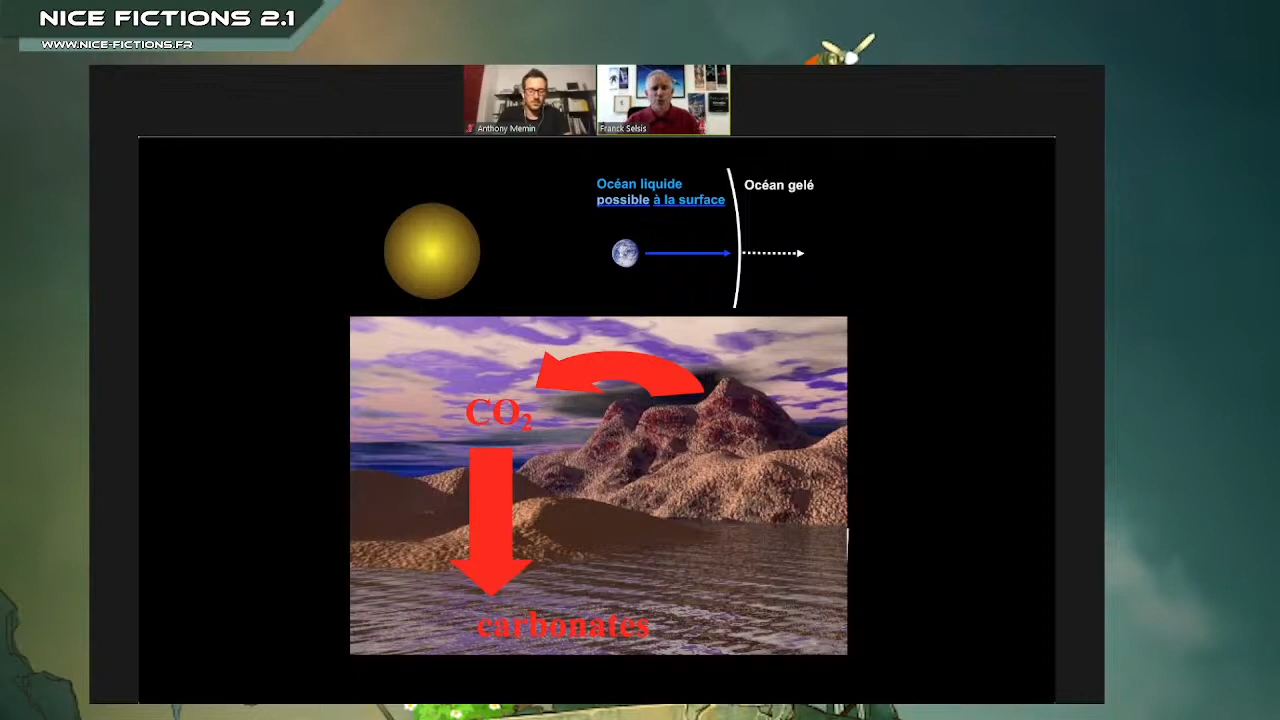 NICE FICTIONS 2.1
WWW.NICE-FICTIONS.FR
Anthony Memin
Franck Selsis
Océan liquide
possible à la surface
Océan gelé
CO₂
carbonates